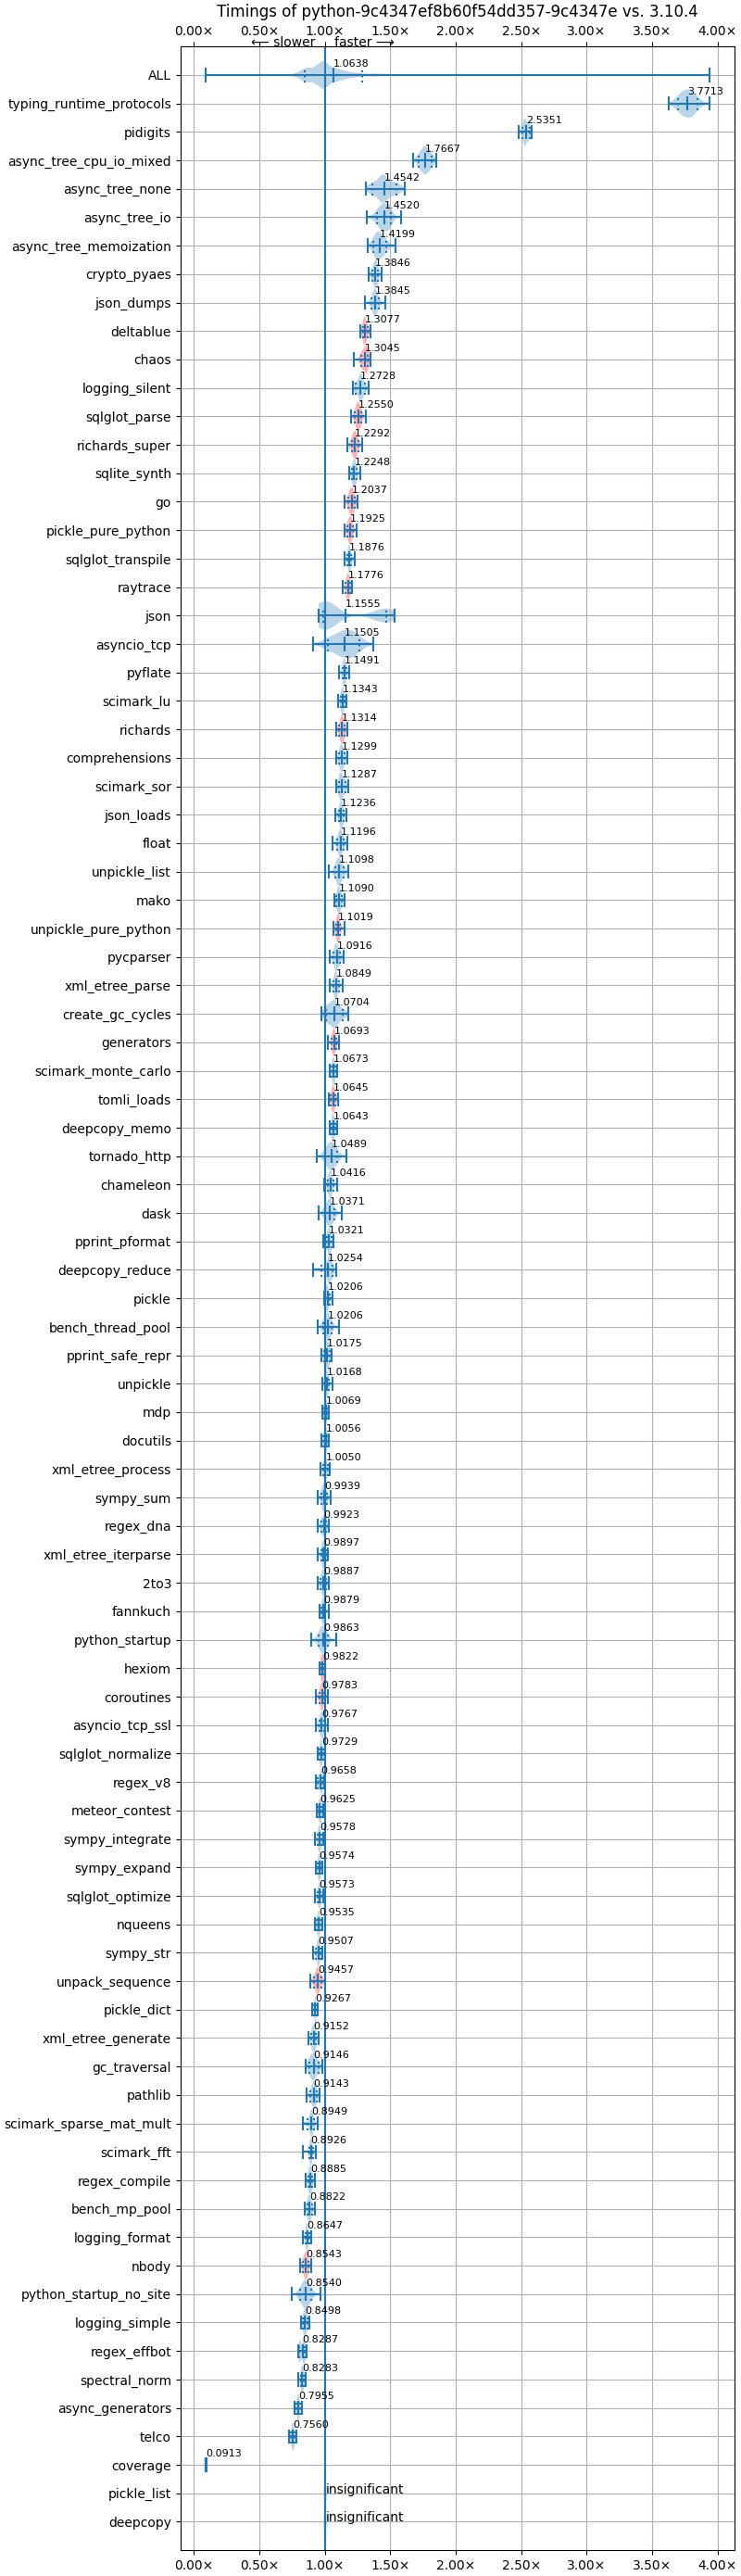 Timings of python-9c4347ef8b60f54dd357-9c4347e vs. 3.10.4
0.00× 0.50× 1.00× 1.50× 2.00× 2.50× 3.00× 3.50× 4.00×
⟵ slower faster ⟶
ALL 1.0638
typing_runtime_protocols 3.7713
pidigits 2.5351
async_tree_cpu_io_mixed 1.7667
async_tree_none 1.4542
async_tree_io 1.4520
async_tree_memoization 1.4199
crypto_pyaes 1.3846
json_dumps 1.3845
deltablue 1.3077
chaos 1.3045
logging_silent 1.2728
sqlglot_parse 1.2550
richards_super 1.2292
sqlite_synth 1.2248
go 1.2037
pickle_pure_python 1.1925
sqlglot_transpile 1.1876
raytrace 1.1776
json 1.1555
asyncio_tcp 1.1505
pyflate 1.1491
scimark_lu 1.1343
richards 1.1314
comprehensions 1.1299
scimark_sor 1.1287
json_loads 1.1236
float 1.1196
unpickle_list 1.1098
mako 1.1090
unpickle_pure_python 1.1019
pycparser 1.0916
xml_etree_parse 1.0849
create_gc_cycles 1.0704
generators 1.0693
scimark_monte_carlo 1.0673
tomli_loads 1.0645
deepcopy_memo 1.0643
tornado_http 1.0489
chameleon 1.0416
dask 1.0371
pprint_pformat 1.0321
deepcopy_reduce 1.0254
pickle 1.0206
bench_thread_pool 1.0206
pprint_safe_repr 1.0175
unpickle 1.0168
mdp 1.0069
docutils 1.0056
xml_etree_process 1.0050
sympy_sum 0.9939
regex_dna 0.9923
xml_etree_iterparse 0.9897
2to3 0.9887
fannkuch 0.9879
python_startup 0.9863
hexiom 0.9822
coroutines 0.9783
asyncio_tcp_ssl 0.9767
sqlglot_normalize 0.9729
regex_v8 0.9658
meteor_contest 0.9625
sympy_integrate 0.9578
sympy_expand 0.9574
sqlglot_optimize 0.9573
nqueens 0.9535
sympy_str 0.9507
unpack_sequence 0.9457
pickle_dict 0.9267
xml_etree_generate 0.9152
gc_traversal 0.9146
pathlib 0.9143
scimark_sparse_mat_mult 0.8949
scimark_fft 0.8926
regex_compile 0.8885
bench_mp_pool 0.8822
logging_format 0.8647
nbody 0.8543
python_startup_no_site 0.8540
logging_simple 0.8498
regex_effbot 0.8287
spectral_norm 0.8283
async_generators 0.7955
telco 0.7560
coverage 0.0913
pickle_list insignificant
deepcopy insignificant
0.00× 0.50× 1.00× 1.50× 2.00× 2.50× 3.00× 3.50× 4.00×